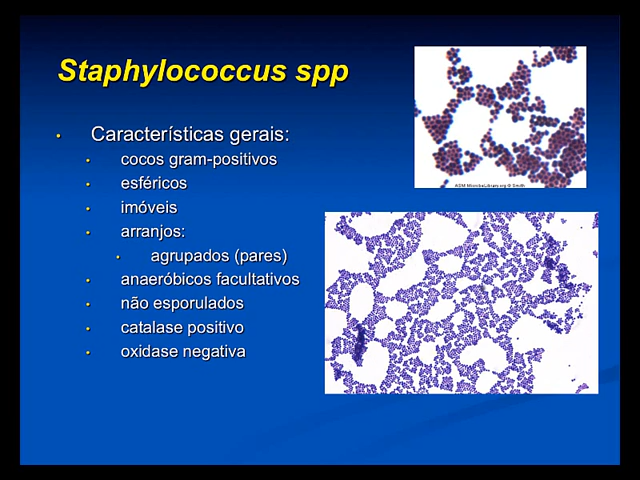 Staphylococcus spp
Características gerais:
cocos gram-positivos
esféricos
imóveis
arranjos:
agrupados (pares)
anaeróbicos facultativos
não esporulados
catalase positivo
oxidase negativa
ASM MicrobeLibrary.org © Smith